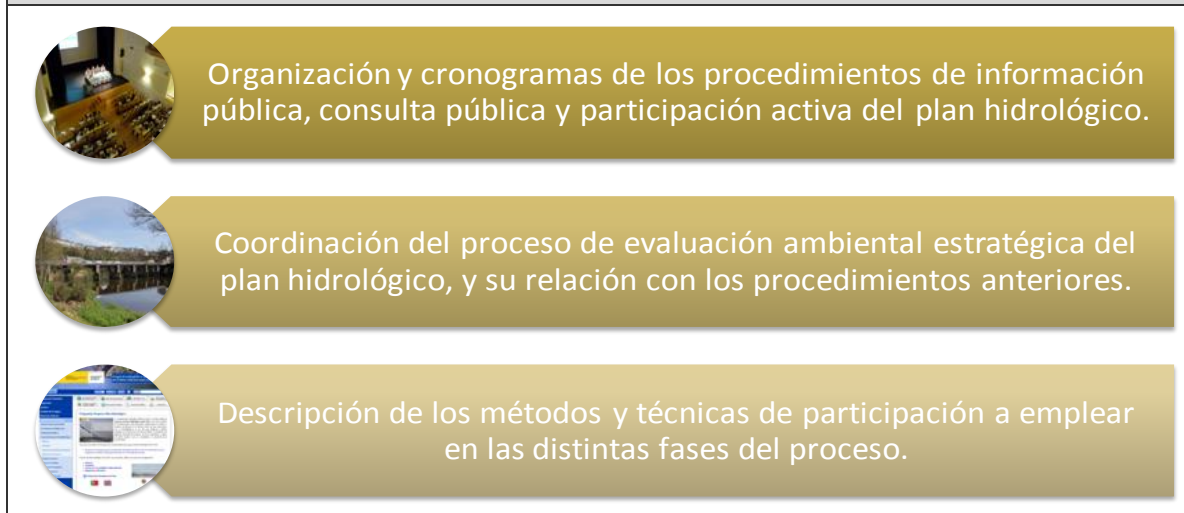 Organización y cronogramas de los procedimientos de información
pública, consulta pública y participación activa del plan hidrológico.
Coordinación del proceso de evaluación ambiental estratégica del
plan hidrológico, y su relación con los procedimientos anteriores.
Descripción de los métodos y técnicas de participación a emplear
en las distintas fases del proceso.